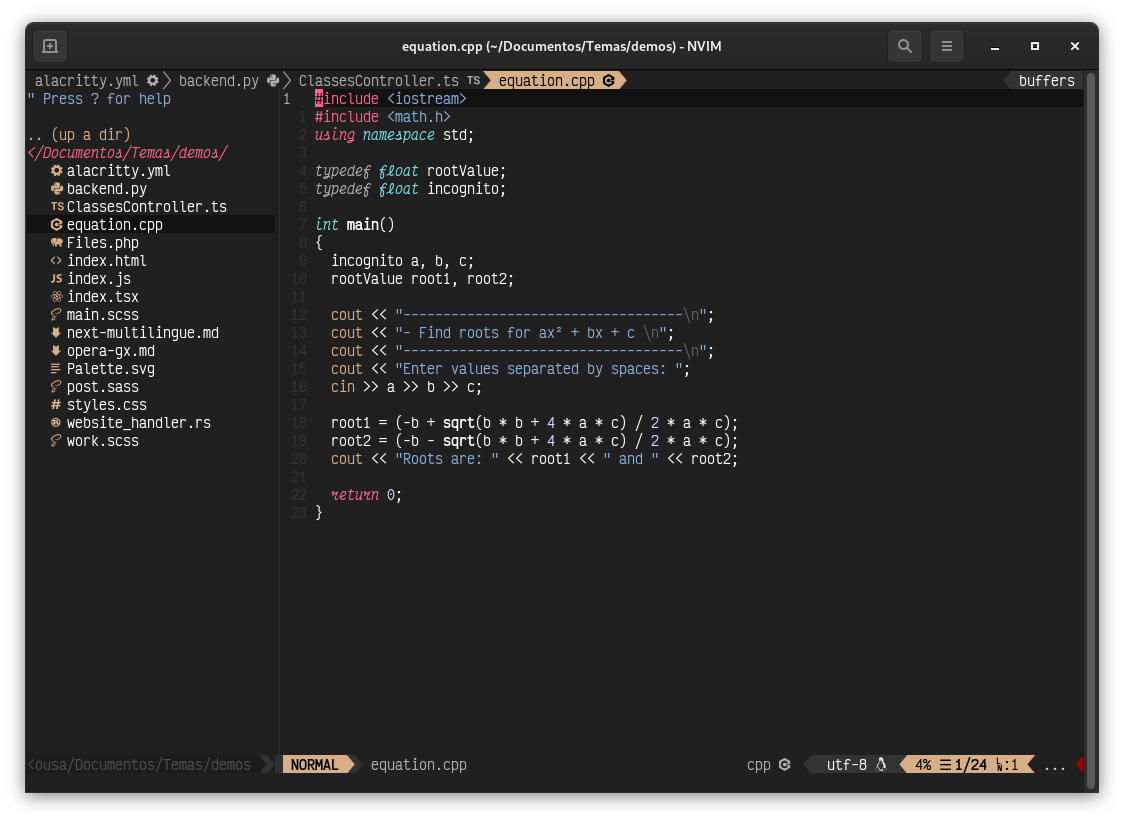 equation.cpp (~/Documentos/Temas/demos) - NVIM
alacritty.yml backend.py ClassesController.ts TS equation.cpp buffers
" Press ? for help
.. (up a dir)
</Documentos/Temas/demos/
alacritty.yml
backend.py
TS ClassesController.ts
equation.cpp
Files.php
<> index.html
JS index.js
index.tsx
main.scss
next-multilingue.md
opera-gx.md
Palette.svg
post.sass
# styles.css
website_handler.rs
work.scss
1 #include <iostream>
1 #include <math.h>
2 using namespace std;
3
4 typedef float rootValue;
5 typedef float incognito;
6
7 int main()
8 {
9   incognito a, b, c;
10   rootValue root1, root2;
11
12   cout << "-----------------------------------\n";
13   cout << "- Find roots for ax² + bx + c \n";
14   cout << "-----------------------------------\n";
15   cout << "Enter values separated by spaces: ";
16   cin >> a >> b >> c;
17
18   root1 = (-b + sqrt(b * b + 4 * a * c) / 2 * a * c);
19   root2 = (-b - sqrt(b * b + 4 * a * c) / 2 * a * c);
20   cout << "Roots are: " << root1 << " and " << root2;
21
22   return 0;
23 }
<ousa/Documentos/Temas/demos NORMAL equation.cpp cpp utf-8 4% ☰ 1/24 :1 ...